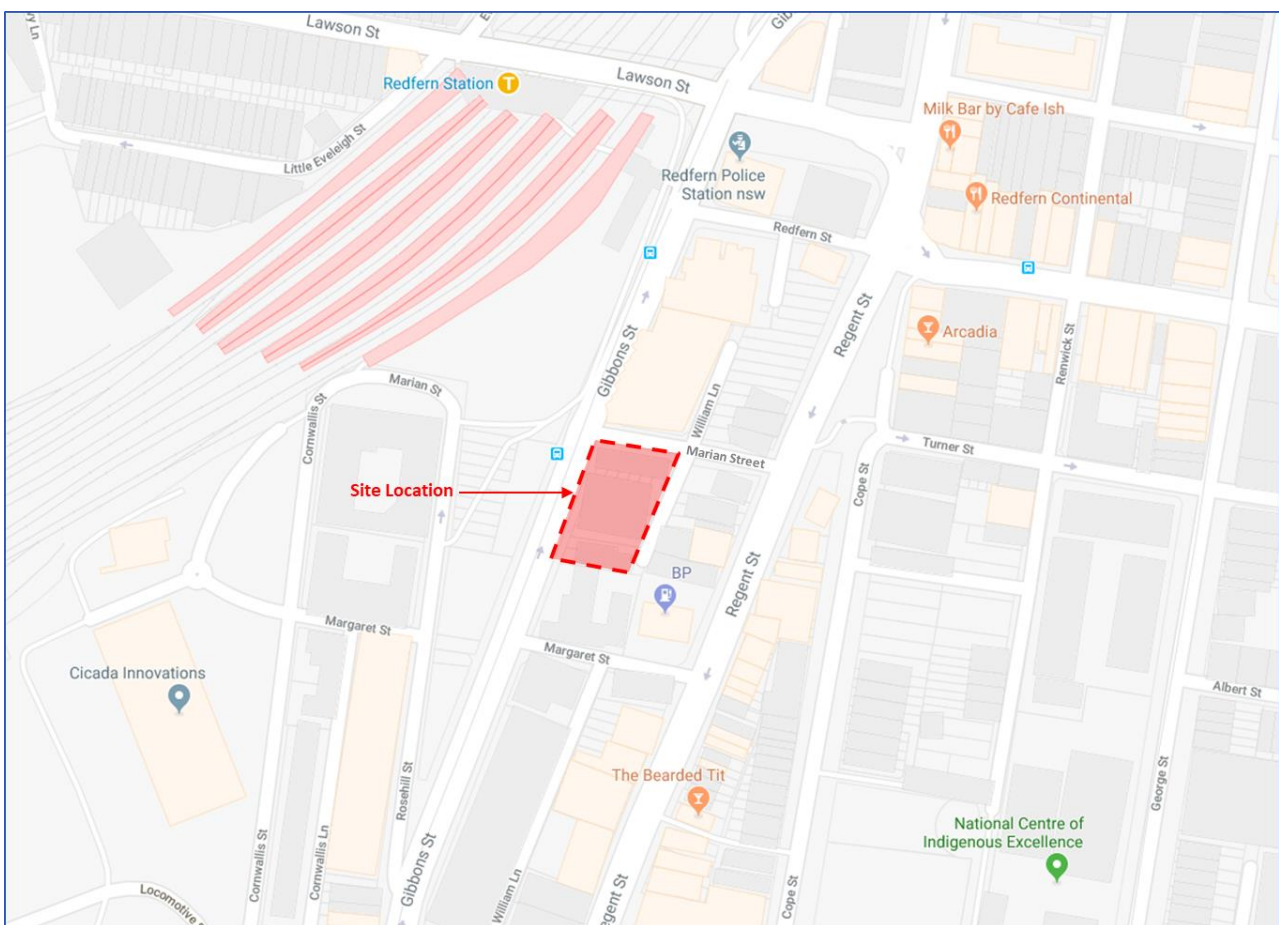 Lawson St
Lawson St
Redfern Station T
Little Eveleigh St
Milk Bar by Cafe Ish
Redfern Police
Station nsw
Redfern Continental
Redfern St
Regent St
Arcadia
Renwick St
Gibbons St
Marian St
Cornwallis St
William Ln
Marian Street
Turner St
Cope St
Site Location
BP
Regent St
Margaret St
Margaret St
Cicada Innovations
Albert St
The Bearded Tit
Rosehill St
George St
National Centre of
Indigenous Excellence
Gibbons St
Cornwallis St
Cornwallis Ln
William Ln
Cope St
Locomotive